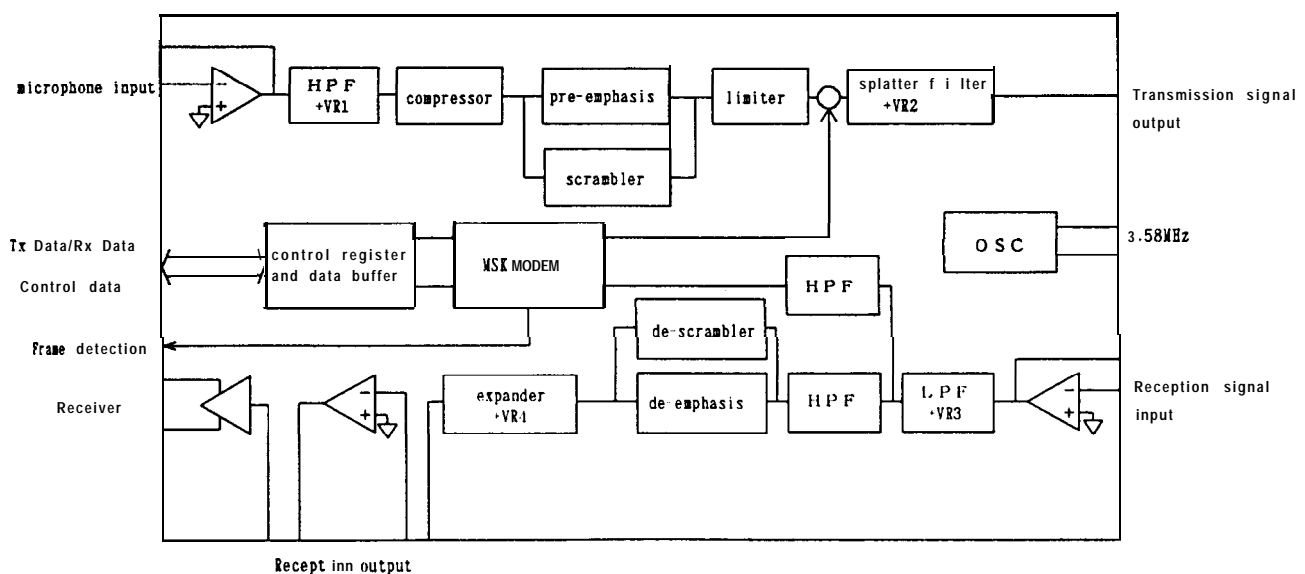 microphone input
HPF
+VR1
compressor
pre-emphasis
scrambler
limiter
splatter f i lter
+VR2
Transmission signal
output
Tx Data/Rx Data
Control data
control register
and data buffer
MSK MODEM
HPF
OSC
3.58MHz
Frame detection
de-scrambler
Receiver
expander
+VR4
de-emphasis
HPF
LPF
+VR3
Reception signal
input
Recept inn output